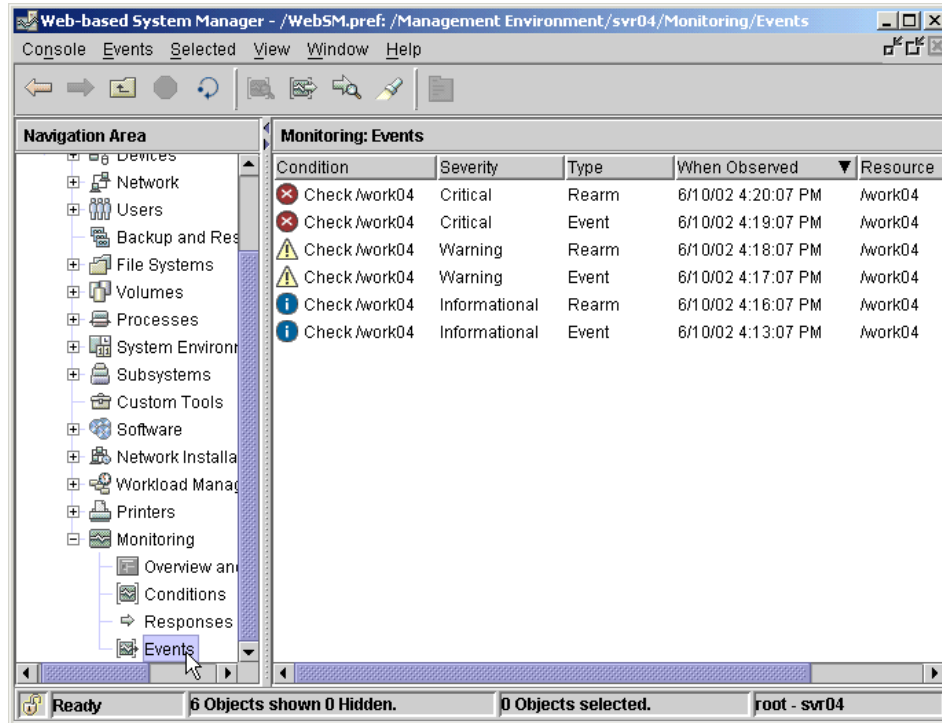 Web-based System Manager - /WebSM.pref: /Management Environment/svr04/Monitoring/Events
Console Events Selected View Window Help
Navigation Area
Devices
Network
Users
Backup and Res
File Systems
Volumes
Processes
System Environ
Subsystems
Custom Tools
Software
Network Installa
Workload Manag
Printers
Monitoring
Overview and
Conditions
Responses
Events
Monitoring: Events
Condition Severity Type When Observed Resource
Check /work04 Critical Rearm 6/10/02 4:20:07 PM /work04
Check /work04 Critical Event 6/10/02 4:19:07 PM /work04
Check /work04 Warning Rearm 6/10/02 4:18:07 PM /work04
Check /work04 Warning Event 6/10/02 4:17:07 PM /work04
Check /work04 Informational Rearm 6/10/02 4:16:07 PM /work04
Check /work04 Informational Event 6/10/02 4:13:07 PM /work04
Ready 6 Objects shown 0 Hidden. 0 Objects selected. root - svr04